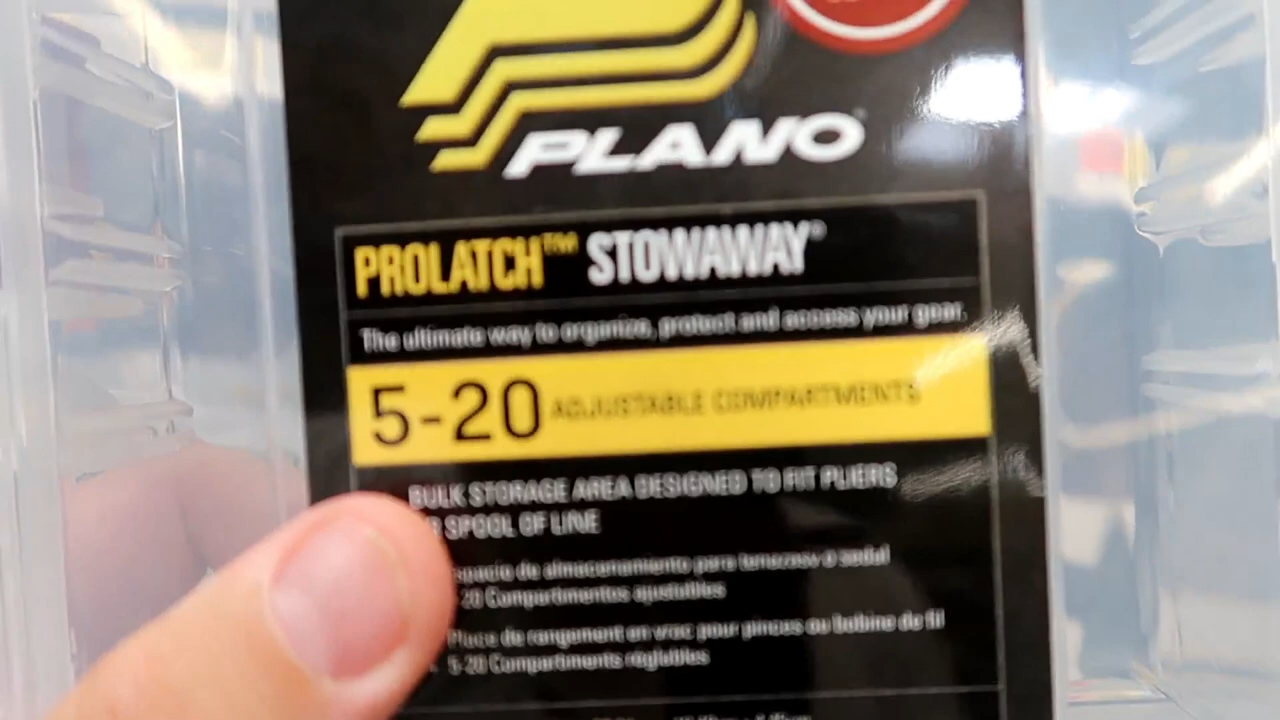 PLANO®
PROLATCH™ STOWAWAY®
The ultimate way to organize, protect and access your gear.
5-20 ADJUSTABLE COMPARTMENTS
BULK STORAGE AREA DESIGNED TO FIT PLIERS
SPOOL OF LINE
de almacenamiento para tenazas o sedal
20 Compartimentos ajustables
Place de rangement en vrac pour pinces ou bobine de fil
5-20 Compartiments réglables